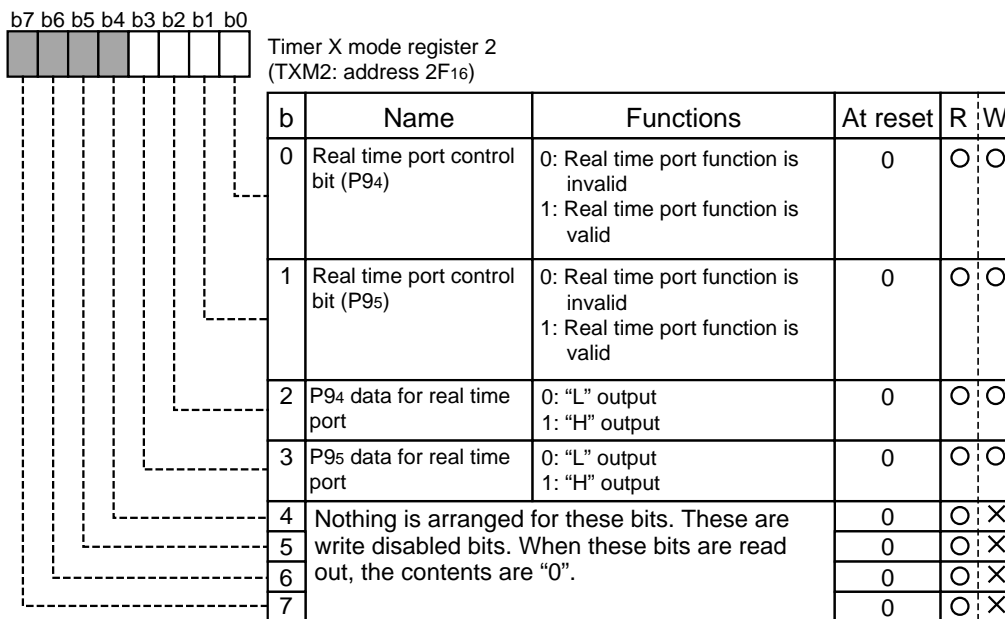 b7 b6 b5 b4 b3 b2 b1 b0
Timer X mode register 2
(TXM2: address 2F16)
b Name Functions At reset R W
0 Real time port control bit (P94) 0: Real time port function is invalid 0
1: Real time port function is valid
1 Real time port control bit (P95) 0: Real time port function is invalid 0
1: Real time port function is valid
2 P94 data for real time port 0: “L” output 0
1: “H” output
3 P95 data for real time port 0: “L” output 0
1: “H” output
4 Nothing is arranged for these bits. These are 0
5 write disabled bits. When these bits are read 0
6 out, the contents are “0”. 0
7 0